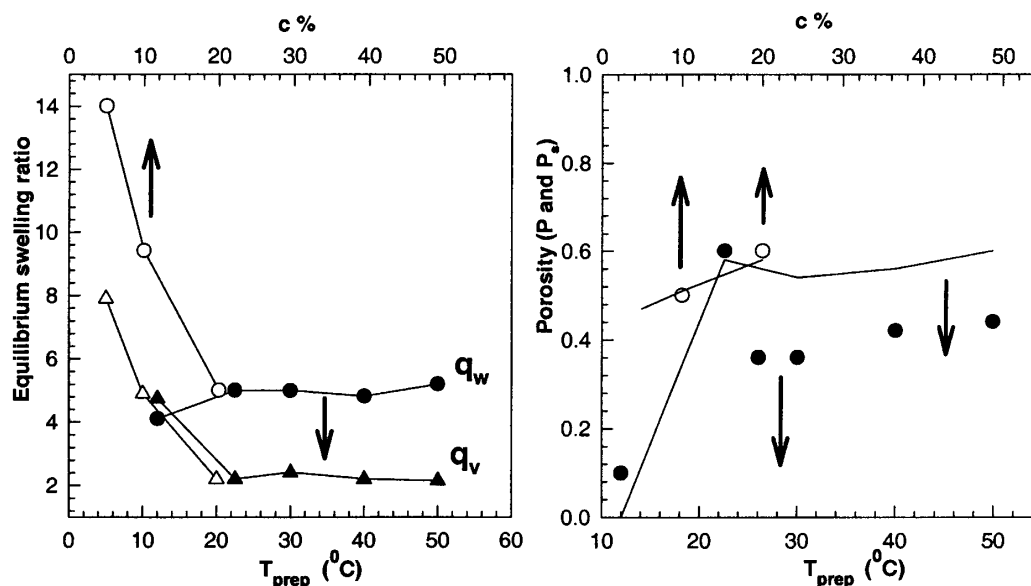 c %
0 10 20 30 40 50 60
Equilibrium swelling ratio
14
12
10
8
6
4
2
q_w
q_v
0 10 20 30 40 50 60
T_prep (⁰C)
c %
0 10 20 30 40 50
Porosity (P and P_s)
1.0
0.8
0.6
0.4
0.2
0.0
10 20 30 40 50
T_prep (⁰C)